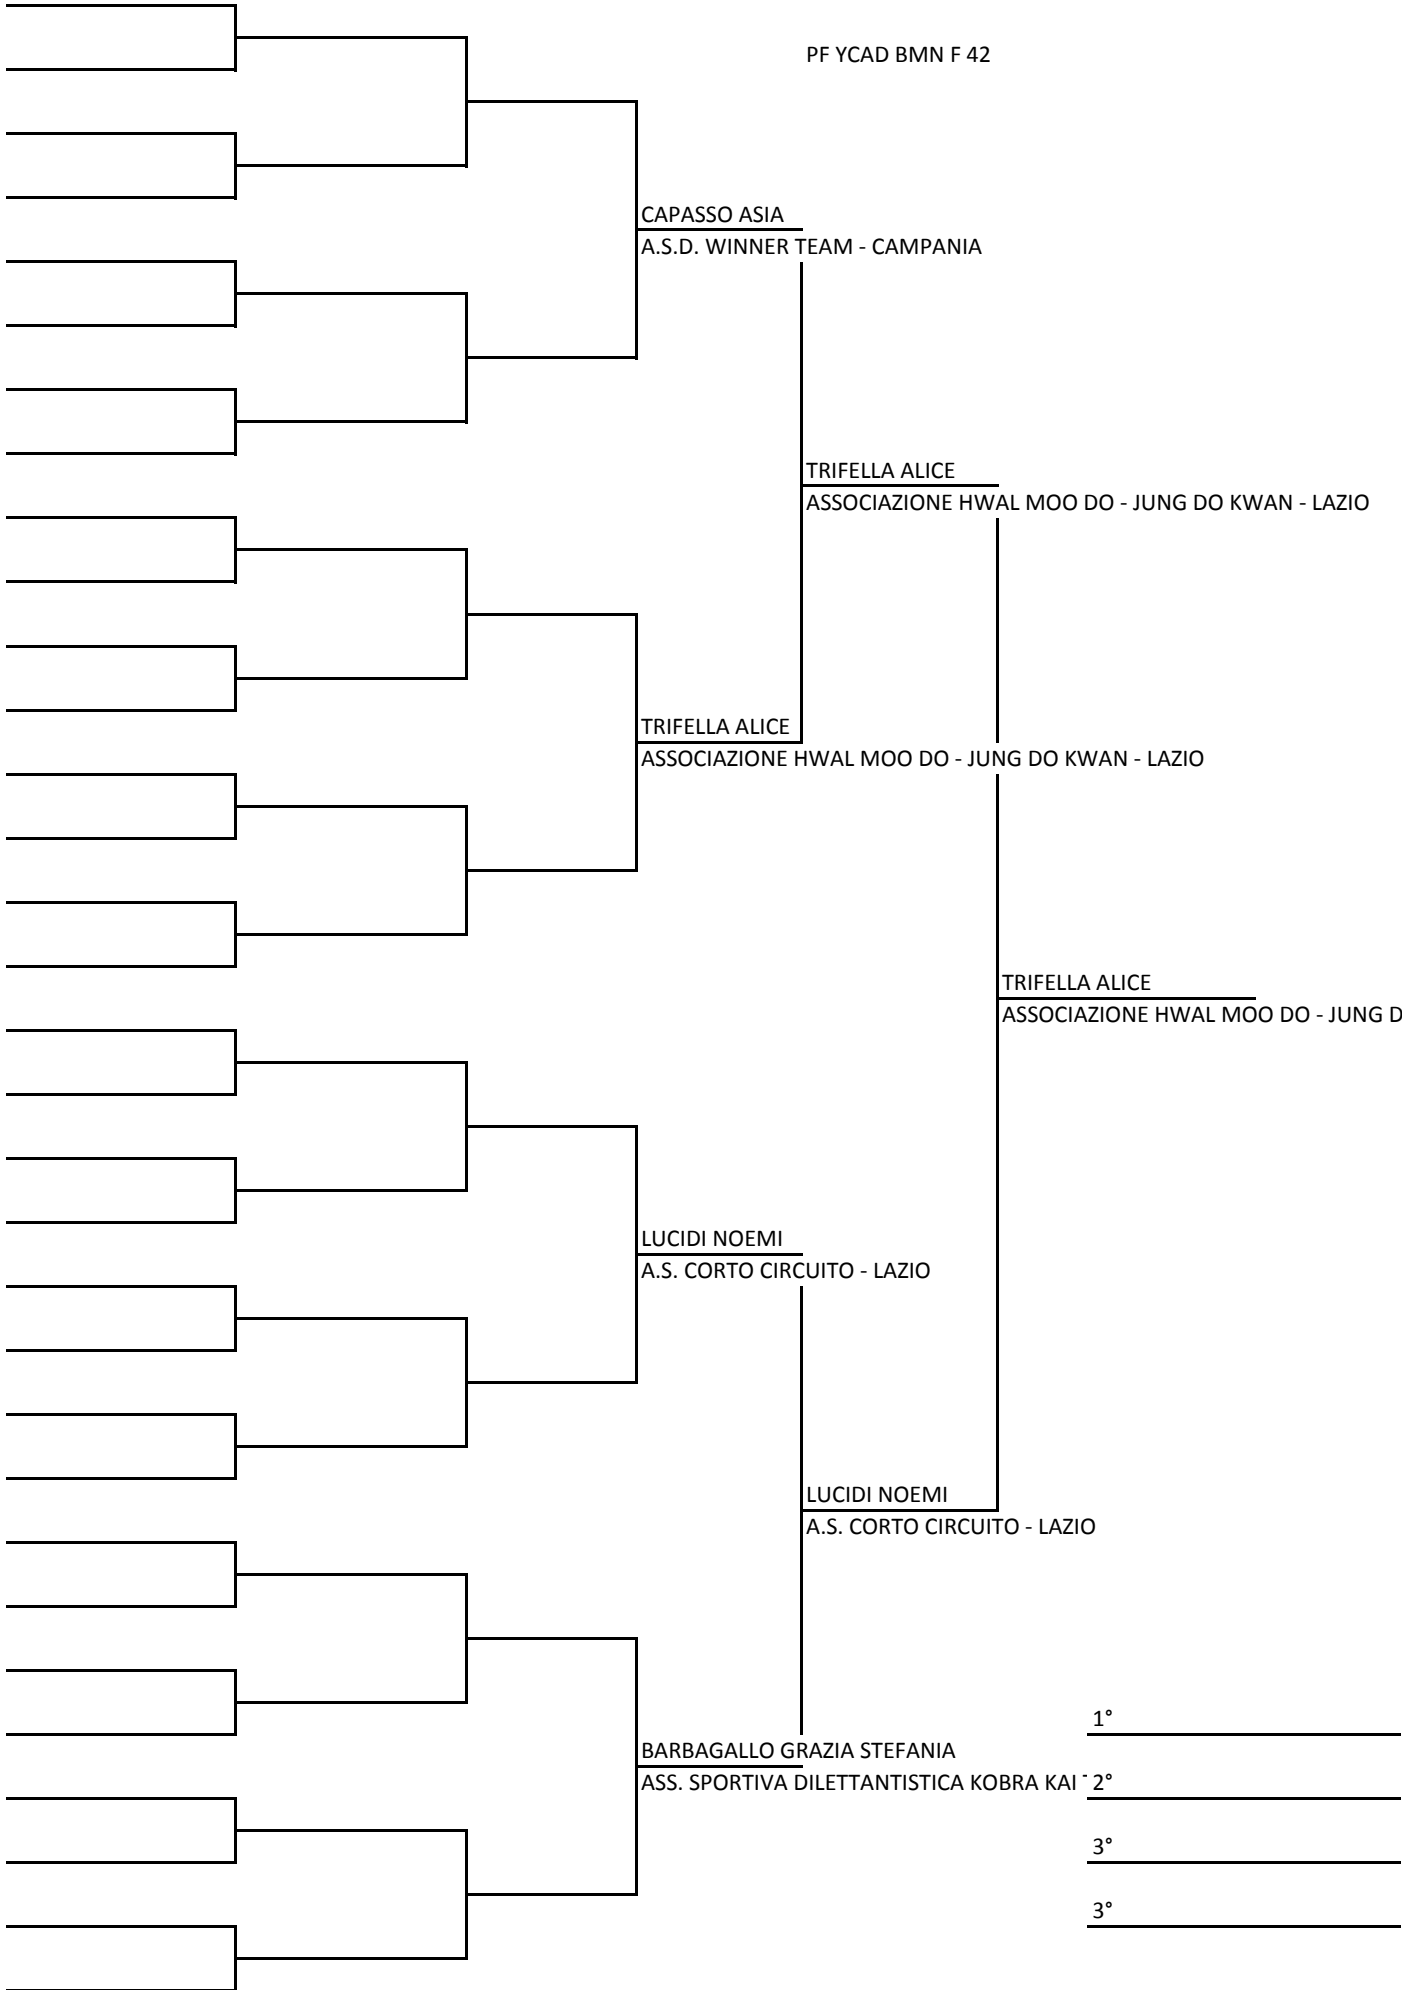 PF YCAD BMN F 42
CAPASSO ASIA
A.S.D. WINNER TEAM - CAMPANIA
TRIFELLA ALICE
ASSOCIAZIONE HWAL MOO DO - JUNG DO KWAN - LAZIO
TRIFELLA ALICE
ASSOCIAZIONE HWAL MOO DO - JUNG DO KWAN - LAZIO
TRIFELLA ALICE
ASSOCIAZIONE HWAL MOO DO - JUNG D
LUCIDI NOEMI
A.S. CORTO CIRCUITO - LAZIO
LUCIDI NOEMI
A.S. CORTO CIRCUITO - LAZIO
1°
BARBAGALLO GRAZIA STEFANIA
ASS. SPORTIVA DILETTANTISTICA KOBRA KAI
2°
3°
3°